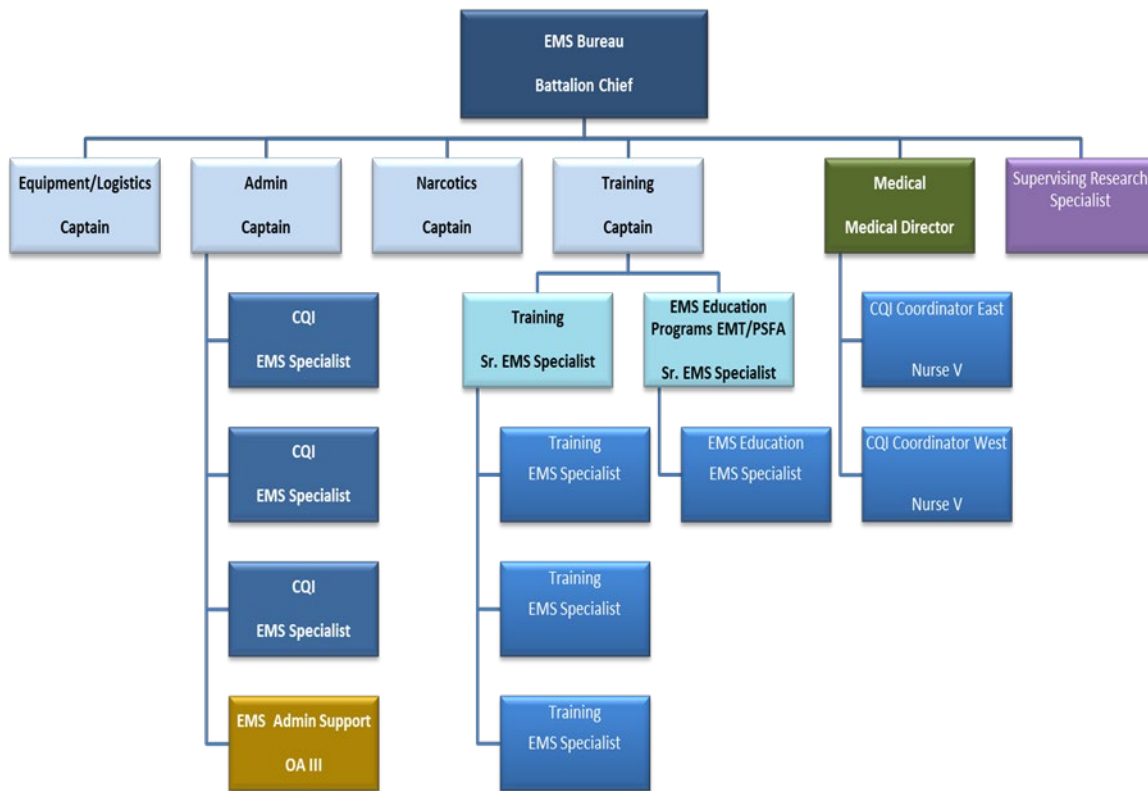 EMS Bureau
Battalion Chief
Equipment/Logistics
Captain
Admin
Captain
Narcotics
Captain
Training
Captain
Medical
Medical Director
Supervising Research
Specialist
CQI
EMS Specialist
CQI
EMS Specialist
CQI
EMS Specialist
EMS Admin Support
OA III
Training
Sr. EMS Specialist
Training
EMS Specialist
Training
EMS Specialist
Training
EMS Specialist
EMS Education
Programs EMT/PSFA
Sr. EMS Specialist
EMS Education
EMS Specialist
CQI Coordinator East
Nurse V
CQI Coordinator West
Nurse V